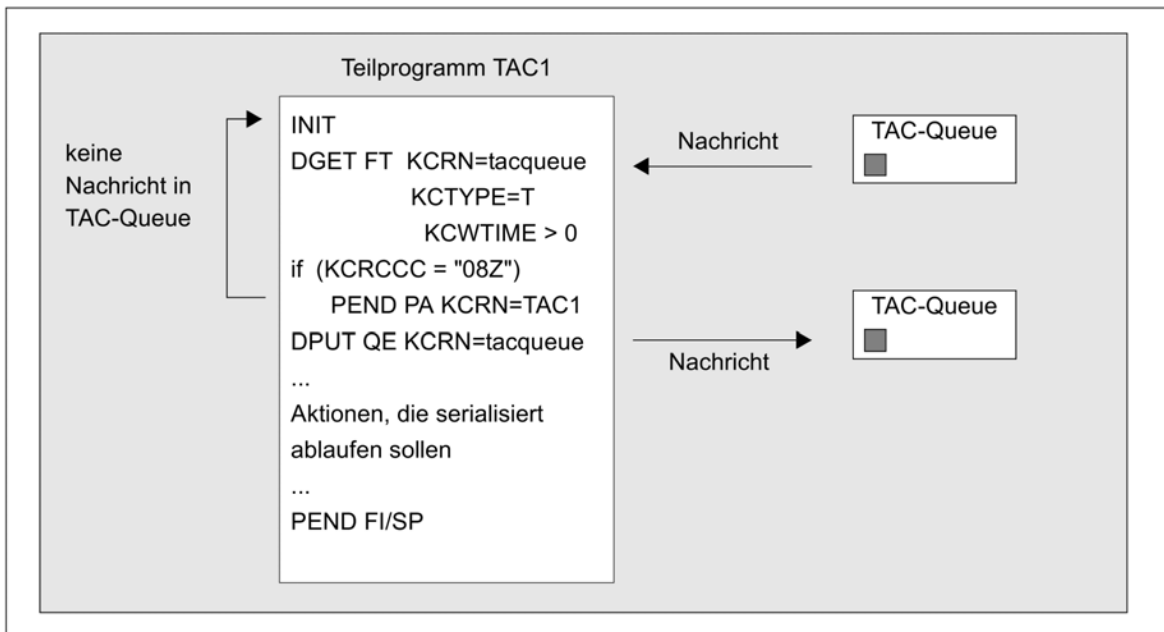 Teilprogramm TAC1
keine
Nachricht in
TAC-Queue
INIT
DGET FT KCRN=tacqueue
KCTYPE=T
KCWTIME > 0
if (KCRCCC = "08Z")
PEND PA KCRN=TAC1
DPUT QE KCRN=tacqueue
...
Aktionen, die serialisiert
ablaufen sollen
...
PEND FI/SP
Nachricht
TAC-Queue
Nachricht
TAC-Queue